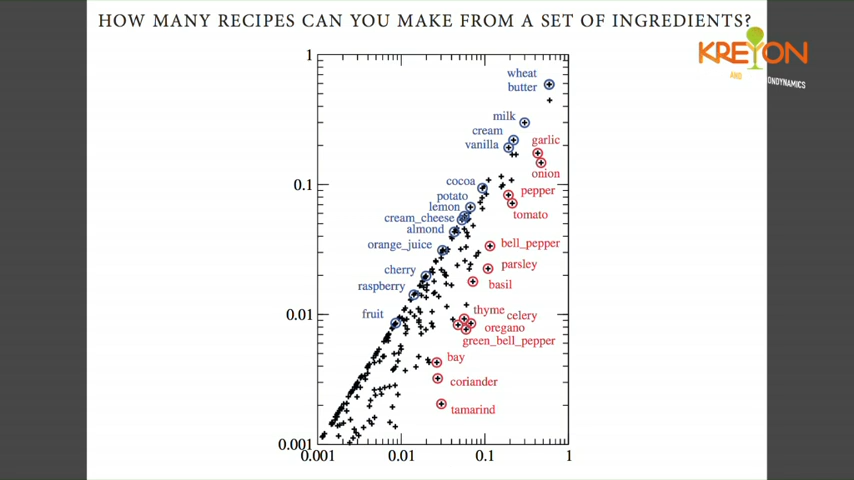 HOW MANY RECIPES CAN YOU MAKE FROM A SET OF INGREDIENTS?
KREYON
AND
ONDYNAMICS
1
wheat
butter
milk
cream
vanilla
garlic
onion
0.1
cocoa
pepper
potato
lemon
tomato
cream_cheese
almond
orange_juice
bell_pepper
cherry
parsley
raspberry
basil
0.01
fruit
thyme
celery
oregano
green_bell_pepper
bay
coriander
tamarind
0.001
0.001
0.01
0.1
1